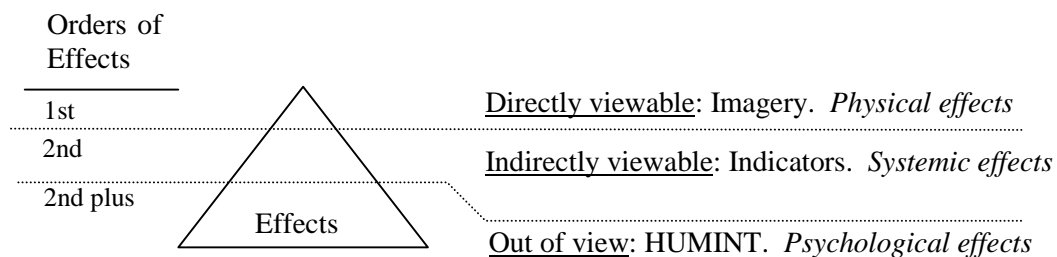 Orders of
Effects
1st
Directly viewable: Imagery. Physical effects
2nd
Indirectly viewable: Indicators. Systemic effects
2nd plus
Effects
Out of view: HUMINT. Psychological effects